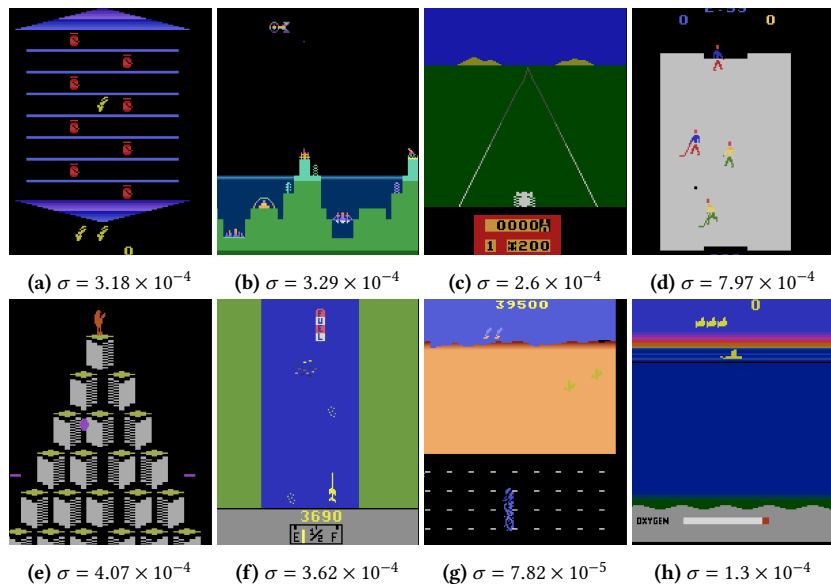 0 0
0
0000
1 200
(a) σ = 3.18 × 10⁻⁴ (b) σ = 3.29 × 10⁻⁴ (c) σ = 2.6 × 10⁻⁴ (d) σ = 7.97 × 10⁻⁴
FUEL
39500
0
3690
E 1/2 F
OXYGEN
(e) σ = 4.07 × 10⁻⁴ (f) σ = 3.62 × 10⁻⁴ (g) σ = 7.82 × 10⁻⁵ (h) σ = 1.3 × 10⁻⁴